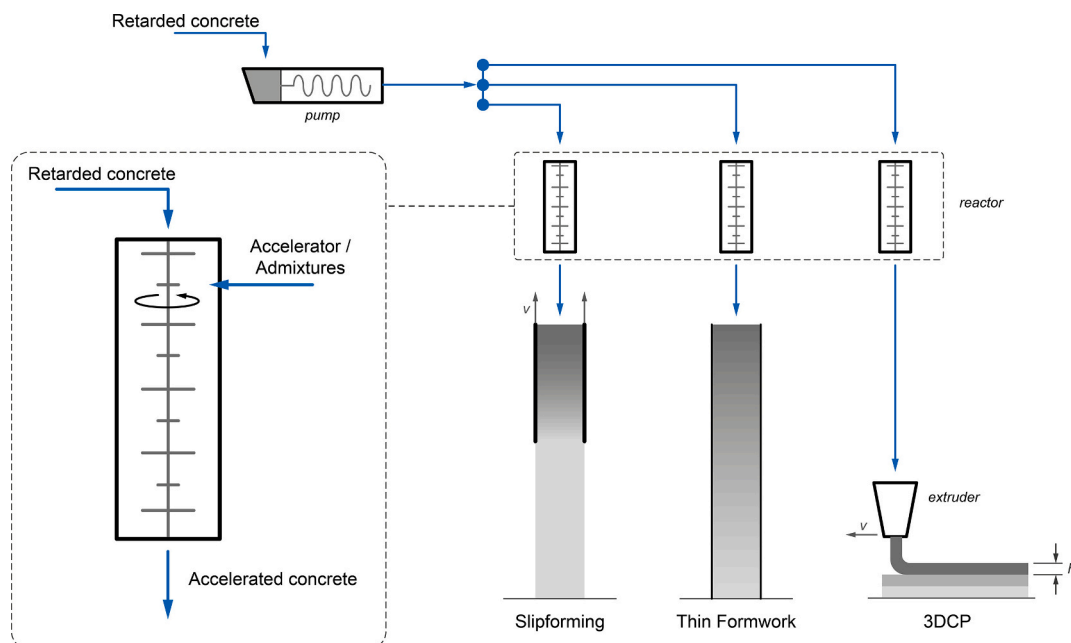 Retarded concrete
pump
Retarded concrete
reactor
Accelerator /
Admixtures
v
extruder
v
Accelerated concrete
Slipforming
Thin Formwork
3DCP